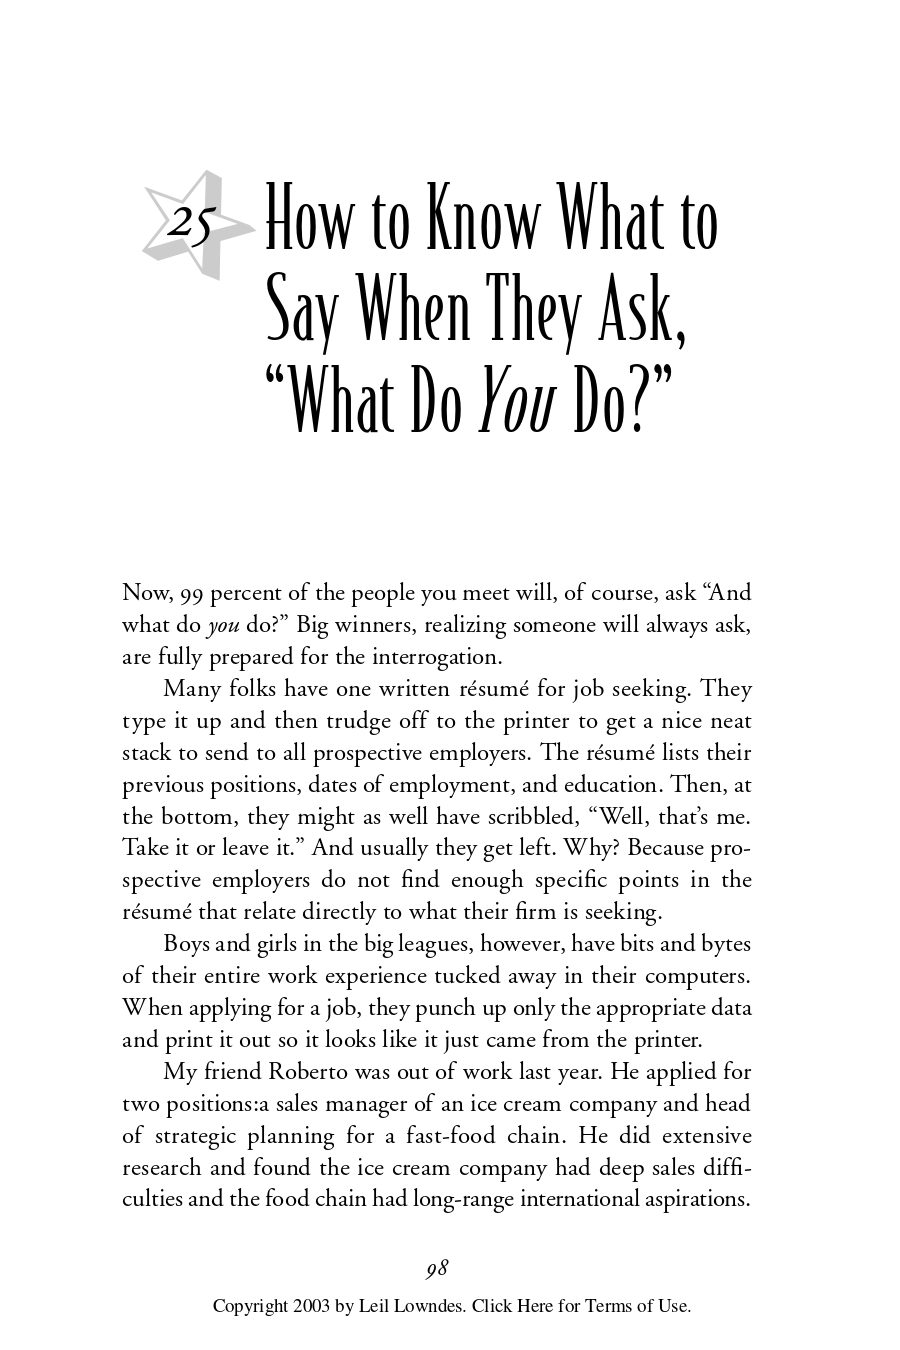 25
How to Know What to
Say When They Ask,
“What Do You Do?”
Now, 99 percent of the people you meet will, of course, ask “And
what do you do?” Big winners, realizing someone will always ask,
are fully prepared for the interrogation.
Many folks have one written résumé for job seeking. They
type it up and then trudge off to the printer to get a nice neat
stack to send to all prospective employers. The résumé lists their
previous positions, dates of employment, and education. Then, at
the bottom, they might as well have scribbled, “Well, that’s me.
Take it or leave it.” And usually they get left. Why? Because pro-
spective employers do not find enough specific points in the
résumé that relate directly to what their firm is seeking.
Boys and girls in the big leagues, however, have bits and bytes
of their entire work experience tucked away in their computers.
When applying for a job, they punch up only the appropriate data
and print it out so it looks like it just came from the printer.
My friend Roberto was out of work last year. He applied for
two positions:a sales manager of an ice cream company and head
of strategic planning for a fast-food chain. He did extensive
research and found the ice cream company had deep sales diffi-
culties and the food chain had long-range international aspirations.
98
Copyright 2003 by Leil Lowndes. Click Here for Terms of Use.